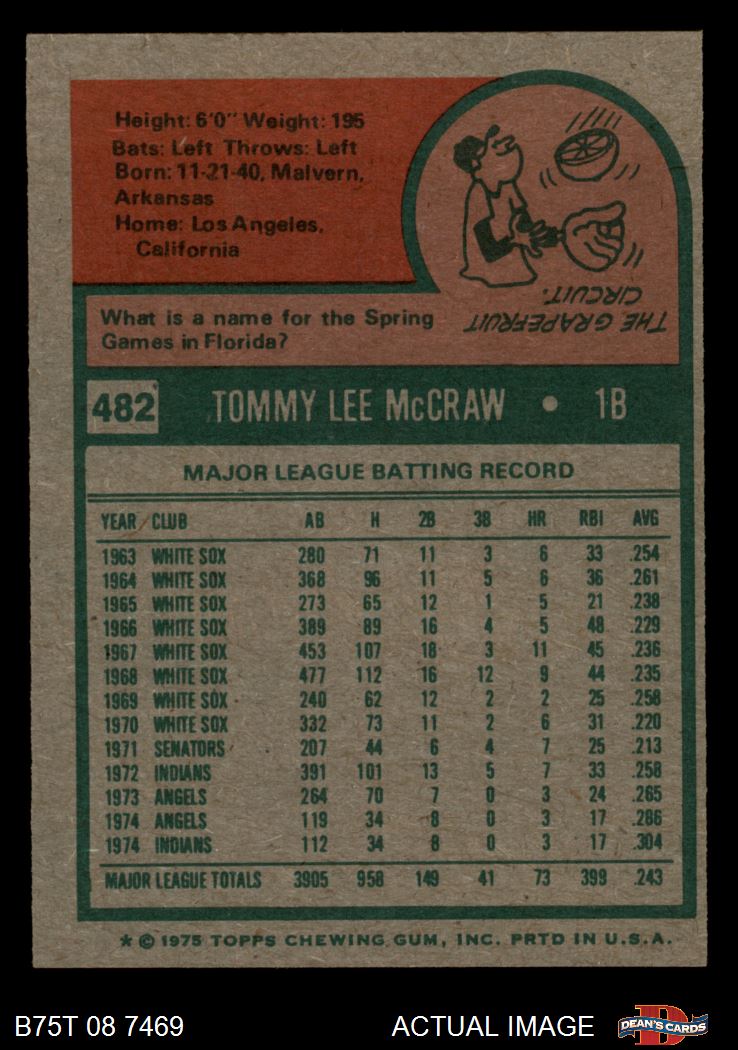 Height: 6'0" Weight: 195
Bats: Left Throws: Left
Born: 11-21-40, Malvern,
Arkansas
Home: Los Angeles,
California
What is a name for the Spring
Games in Florida?
THE GRAPEFRUIT
CIRCUIT.
482 TOMMY LEE McCRAW • 1B
MAJOR LEAGUE BATTING RECORD
YEAR CLUB AB H 2B 3B HR RBI AVG
1963 WHITE SOX 280 71 11 3 6 33 .254
1964 WHITE SOX 368 96 11 5 6 36 .261
1965 WHITE SOX 273 65 12 1 5 21 .238
1966 WHITE SOX 389 89 16 4 5 48 .229
1967 WHITE SOX 453 107 18 3 11 45 .236
1968 WHITE SOX 477 112 16 12 9 44 .235
1969 WHITE SOX 240 62 12 2 2 25 .258
1970 WHITE SOX 332 73 11 2 6 31 .220
1971 SENATORS 207 44 6 4 7 25 .213
1972 INDIANS 391 101 13 5 7 33 .258
1973 ANGELS 264 70 7 0 3 24 .265
1974 ANGELS 119 34 8 0 3 17 .286
1974 INDIANS 112 34 8 0 3 17 .304
MAJOR LEAGUE TOTALS 3905 958 149 41 73 399 .243
* © 1975 TOPPS CHEWING GUM, INC. PRTD IN U.S.A.
B75T 08 7469 ACTUAL IMAGE DEAN'S CARDS